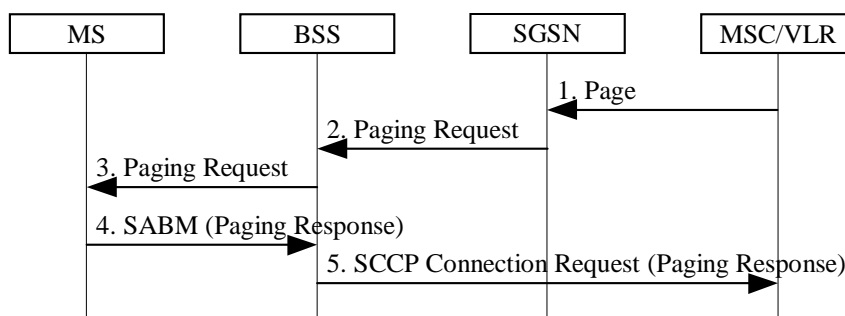 MS
BSS
SGSN
MSC/VLR
1. Page
2. Paging Request
3. Paging Request
4. SABM (Paging Response)
5. SCCP Connection Request (Paging Response)